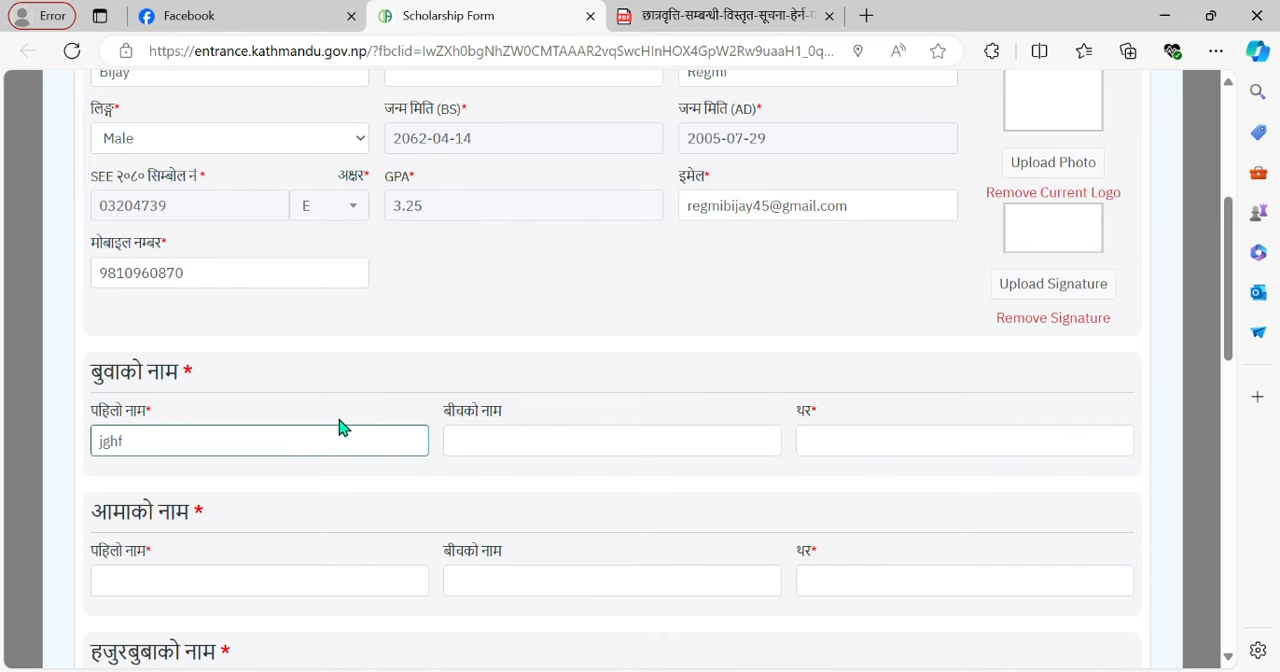 Error
Facebook
Scholarship Form
छात्रवृत्ति-सम्बन्धी-विस्तृत-सूचना-हेर्न-
https://entrance.kathmandu.gov.np/?fbclid=IwZXh0bgNhZW0CMTAAAR2vqSwcHInHOX4GpW2Rw9uaaH1_0q...
Bijay
Regmi
लिङ्ग*
जन्म मिति (BS)*
जन्म मिति (AD)*
Male
2062-04-14
2005-07-29
Upload Photo
SEE २०८० सिम्बोल नं *
अक्षर*
GPA*
इमेल*
Remove Current Logo
03204739
E
3.25
regmibijay45@gmail.com
मोबाइल नम्बर*
9810960870
Upload Signature
Remove Signature
बुवाको नाम *
पहिलो नाम*
बीचको नाम
थर*
jghf
आमाको नाम *
पहिलो नाम*
बीचको नाम
थर*
हजुरबुबाको नाम *